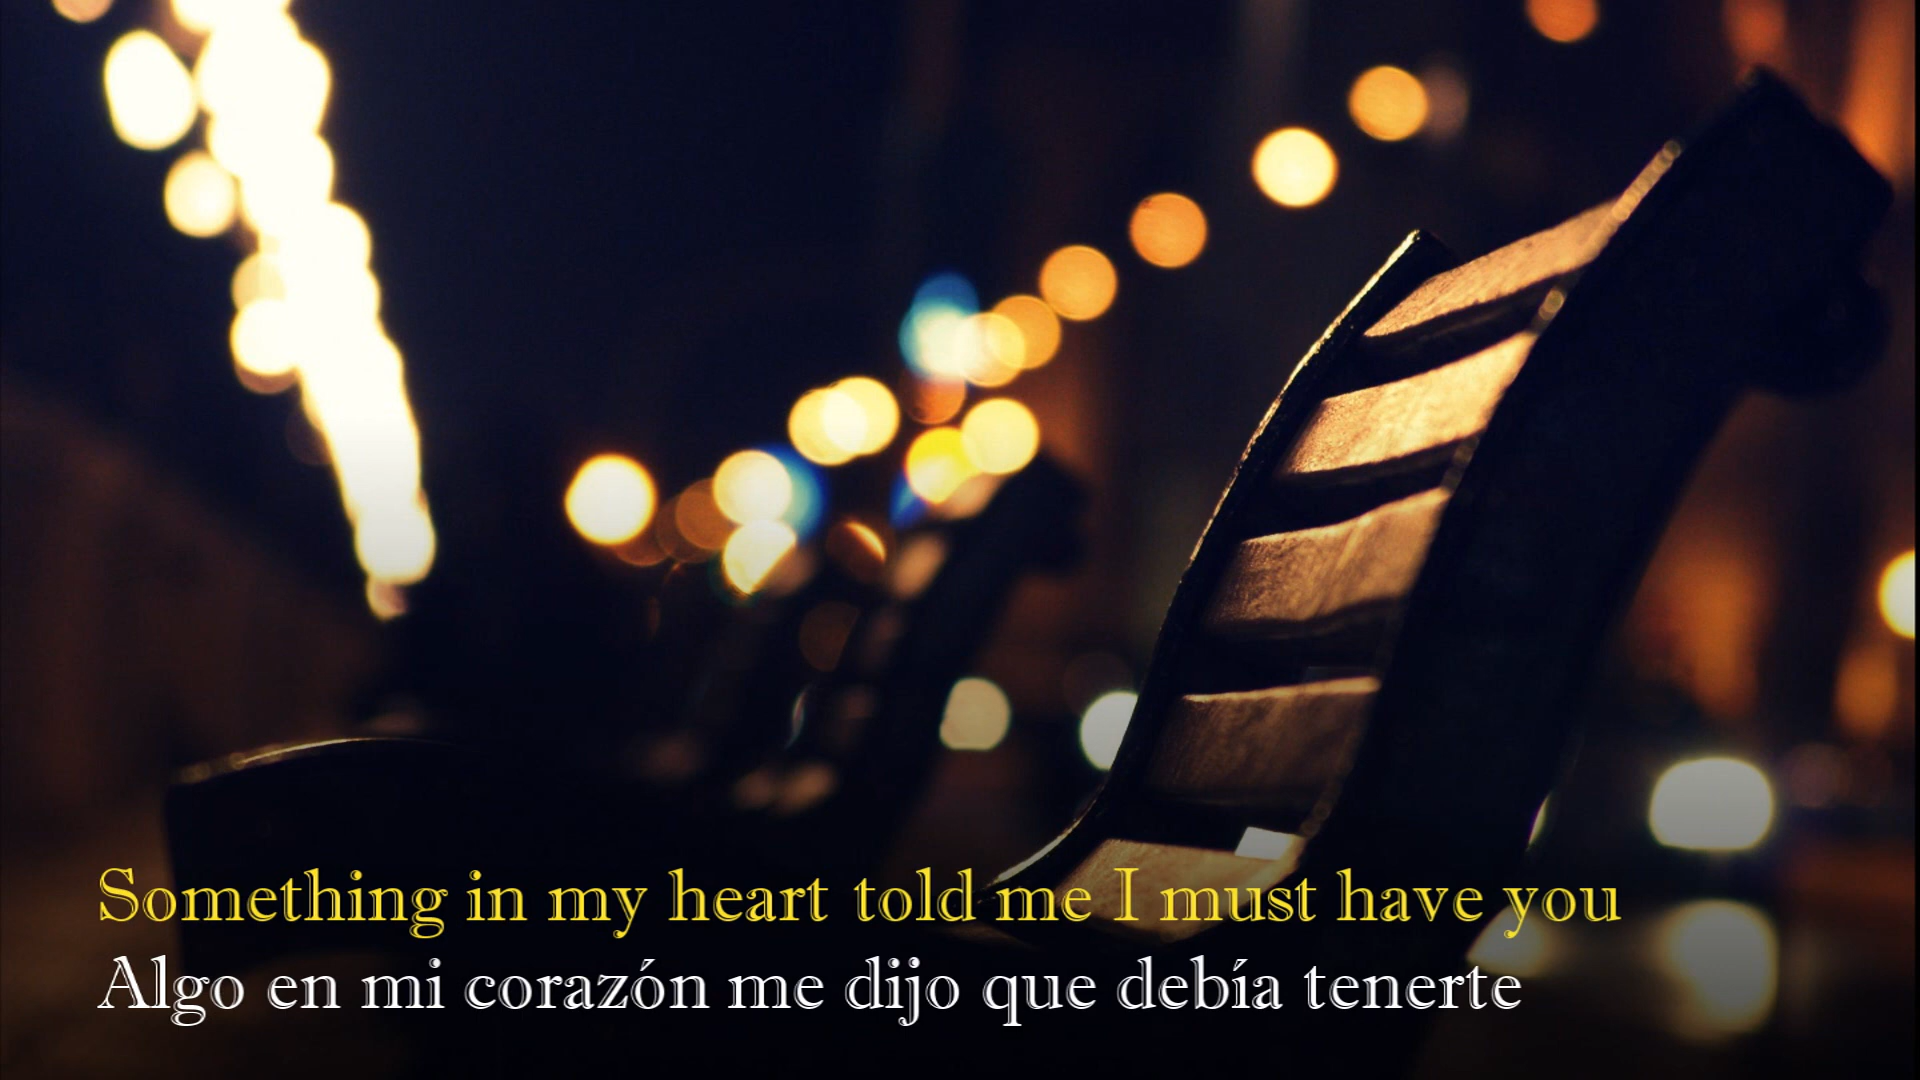 Something in my heart told me I must have you
Algo en mi corazón me dijo que debía tenerte